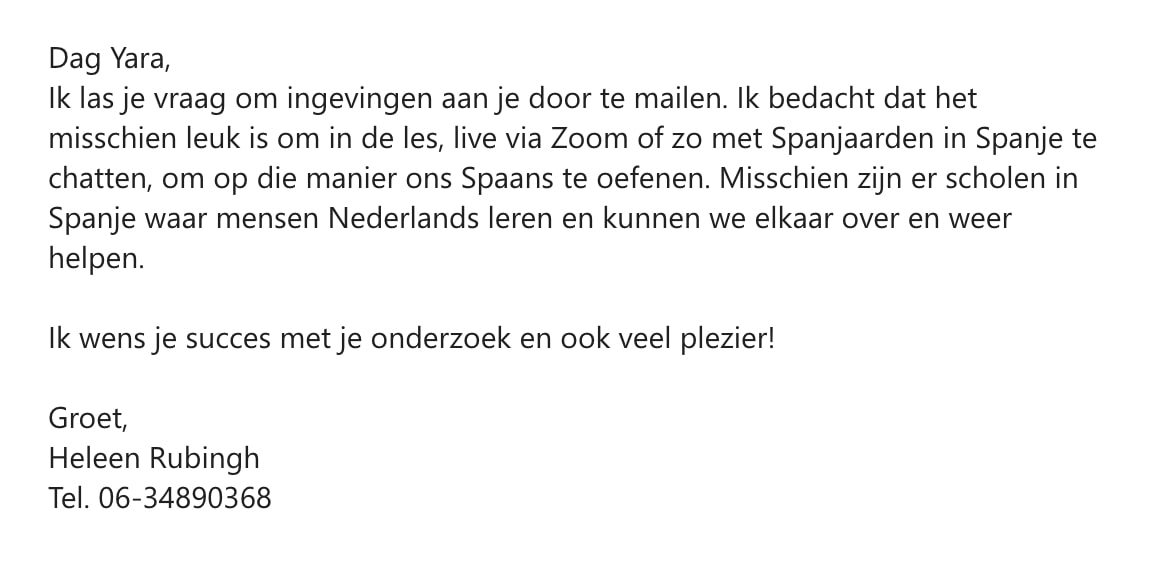 Dag Yara,
Ik las je vraag om ingevingen aan je door te mailen. Ik bedacht dat het
misschien leuk is om in de les, live via Zoom of zo met Spanjaarden in Spanje te
chatten, om op die manier ons Spaans te oefenen. Misschien zijn er scholen in
Spanje waar mensen Nederlands leren en kunnen we elkaar over en weer
helpen.
Ik wens je succes met je onderzoek en ook veel plezier!
Groet,
Heleen Rubingh
Tel. 06-34890368